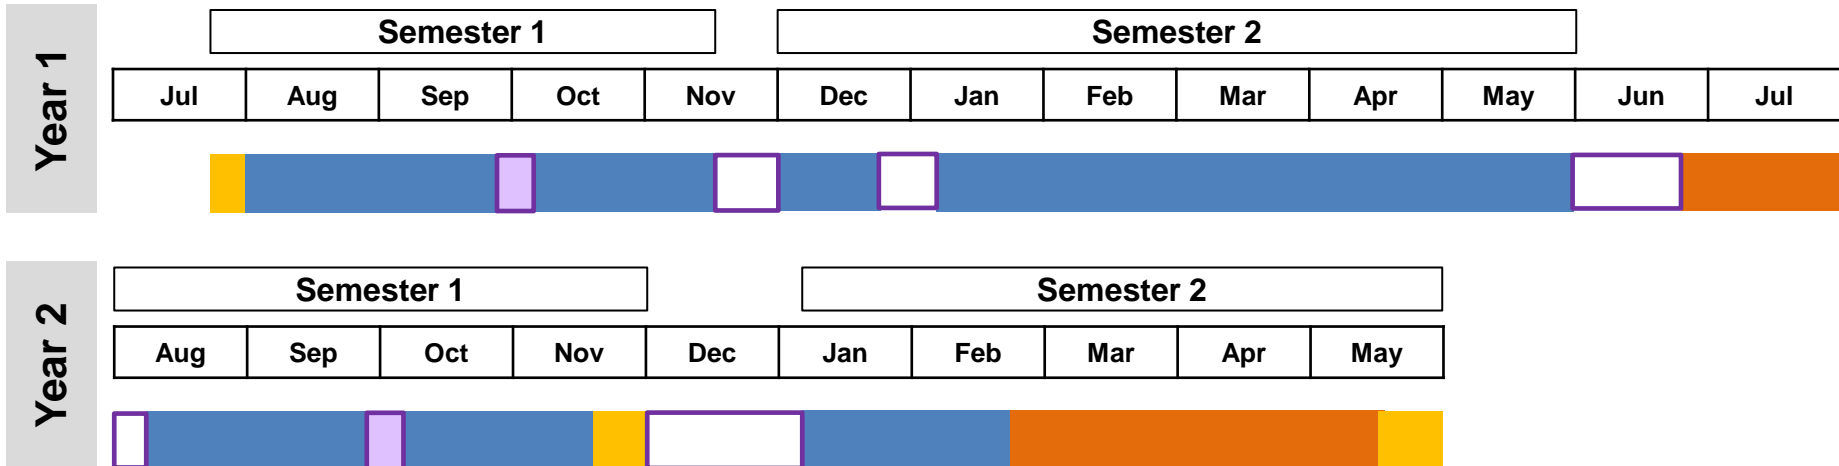 Year 1
Semester 1 Semester 2
Jul Aug Sep Oct Nov Dec Jan Feb Mar Apr May Jun Jul
Year 2
Semester 1 Semester 2
Aug Sep Oct Nov Dec Jan Feb Mar Apr May